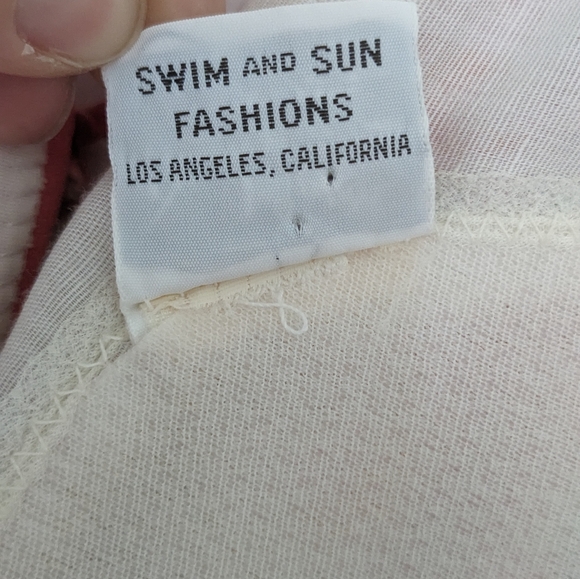 SWIM AND SUN
FASHIONS
LOS ANGELES, CALIFORNIA